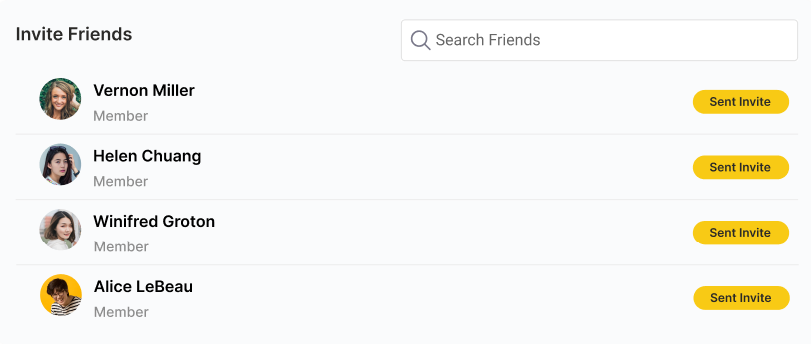 Invite Friends
Search Friends
Vernon Miller
Member
Sent Invite
Helen Chuang
Member
Sent Invite
Winifred Groton
Member
Sent Invite
Alice LeBeau
Member
Sent Invite